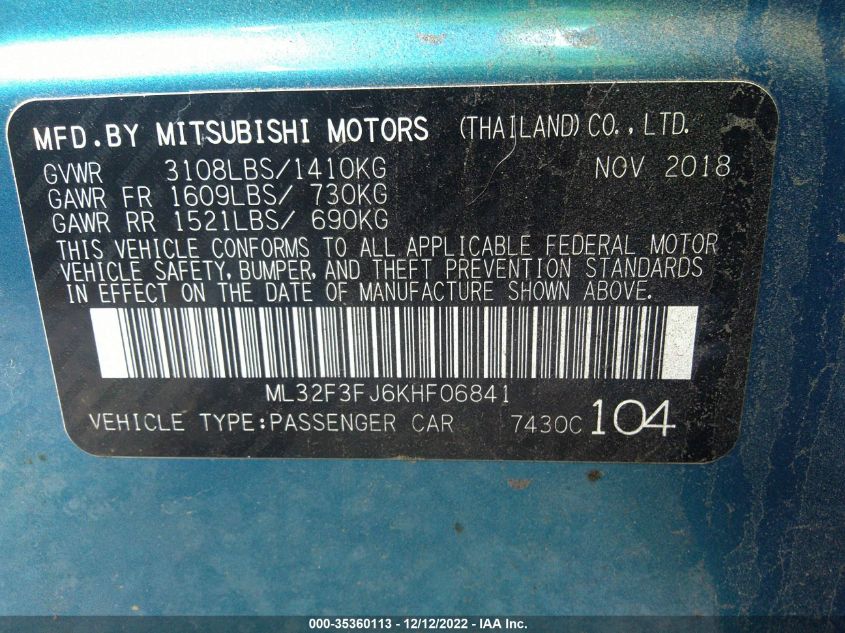 MFD.BY MITSUBISHI MOTORS (THAILAND) CO., LTD.
GVWR 3108LBS/1410KG NOV 2018
GAWR FR 1609LBS/ 730KG
GAWR RR 1521LBS/ 690KG
THIS VEHICLE CONFORMS TO ALL APPLICABLE FEDERAL MOTOR
VEHICLE SAFETY, BUMPER, AND THEFT PREVENTION STANDARDS
IN EFFECT ON THE DATE OF MANUFACTURE SHOWN ABOVE.
ML32F3FJ6KHF06841
VEHICLE TYPE:PASSENGER CAR 7430C 104
000-35360113 - 12/12/2022 - IAA Inc.